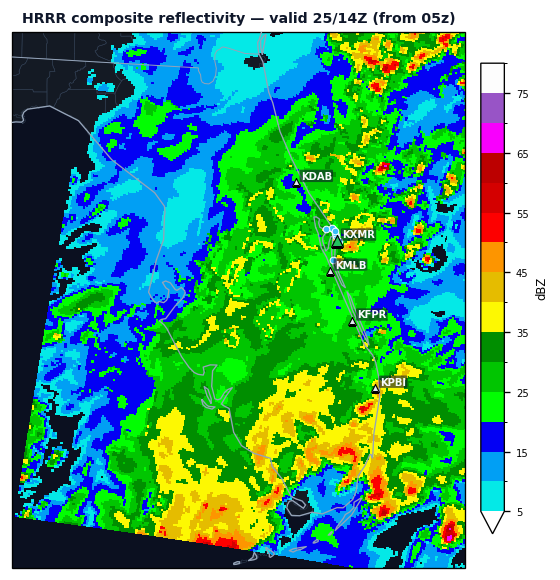 HRRR composite reflectivity — valid 25/14Z (from 05z)
KDAB
KXMR
KMLB
KFPR
KPBI
75
65
55
45
35
25
15
5
dBZ